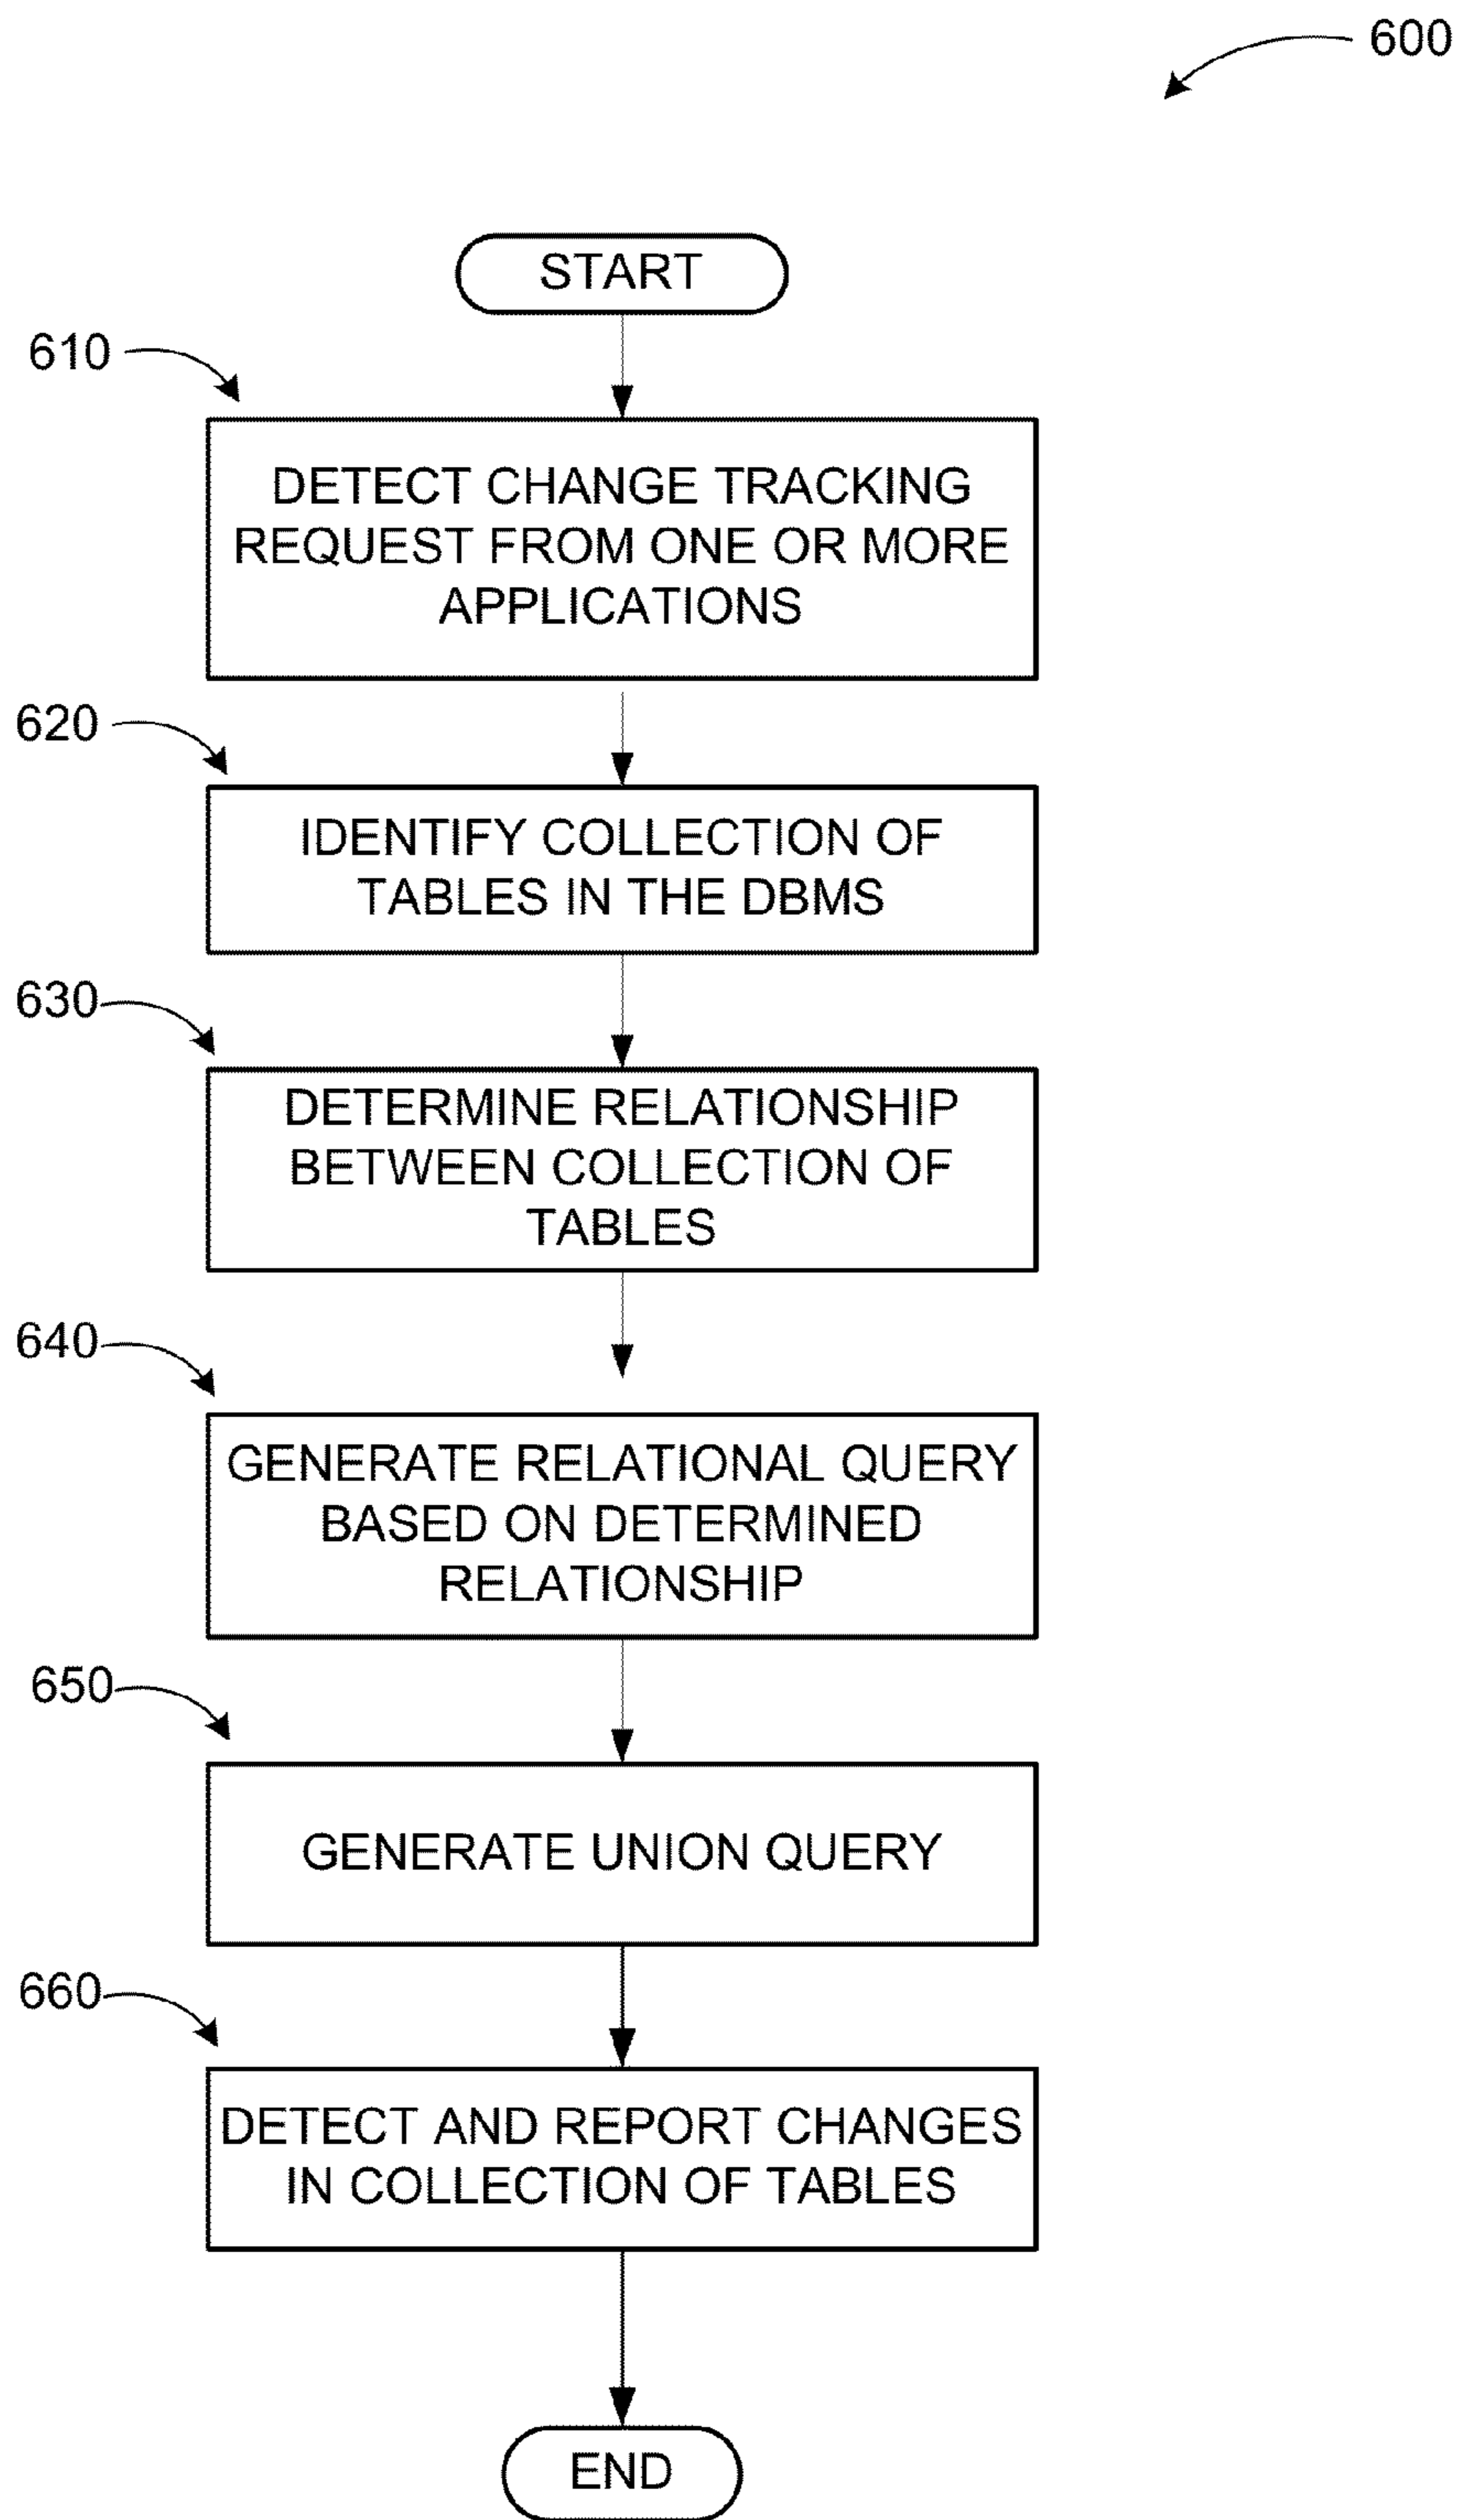 600
START
610
DETECT CHANGE TRACKING
REQUEST FROM ONE OR MORE
APPLICATIONS
620
IDENTIFY COLLECTION OF
TABLES IN THE DBMS
630
DETERMINE RELATIONSHIP
BETWEEN COLLECTION OF
TABLES
640
GENERATE RELATIONAL QUERY
BASED ON DETERMINED
RELATIONSHIP
650
GENERATE UNION QUERY
660
DETECT AND REPORT CHANGES
IN COLLECTION OF TABLES
END